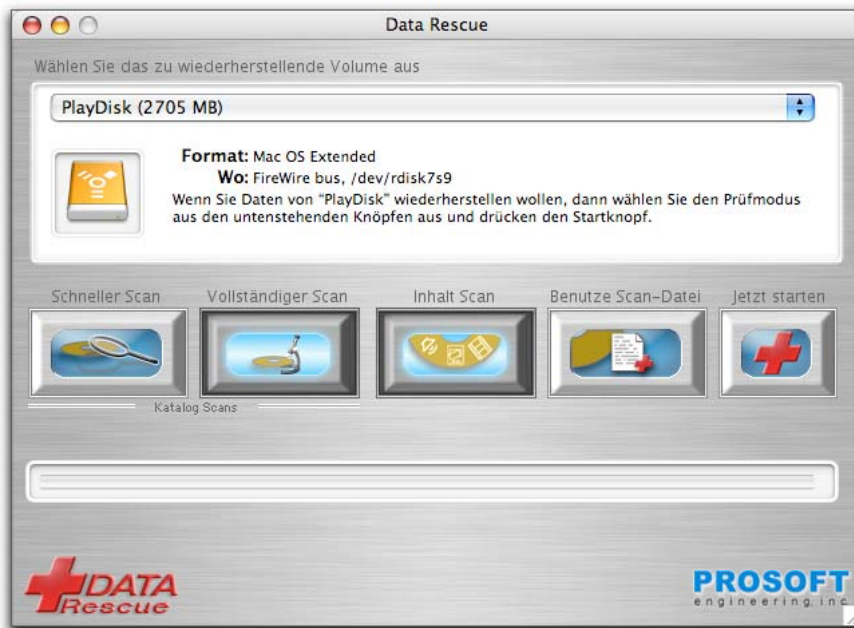 Data Rescue
Wählen Sie das zu wiederherstellende Volume aus
PlayDisk (2705 MB)
Format: Mac OS Extended
Wo: FireWire bus, /dev/rdisk7s9
Wenn Sie Daten von “PlayDisk” wiederherstellen wollen, dann wählen Sie den Prüfmodus
aus den untenstehenden Knöpfen aus und drücken den Startknopf.
Schneller Scan Vollständiger Scan Inhalt Scan Benutze Scan-Datei Jetzt starten
Katalog Scans
DATA
Rescue
PROSOFT
engineering, inc